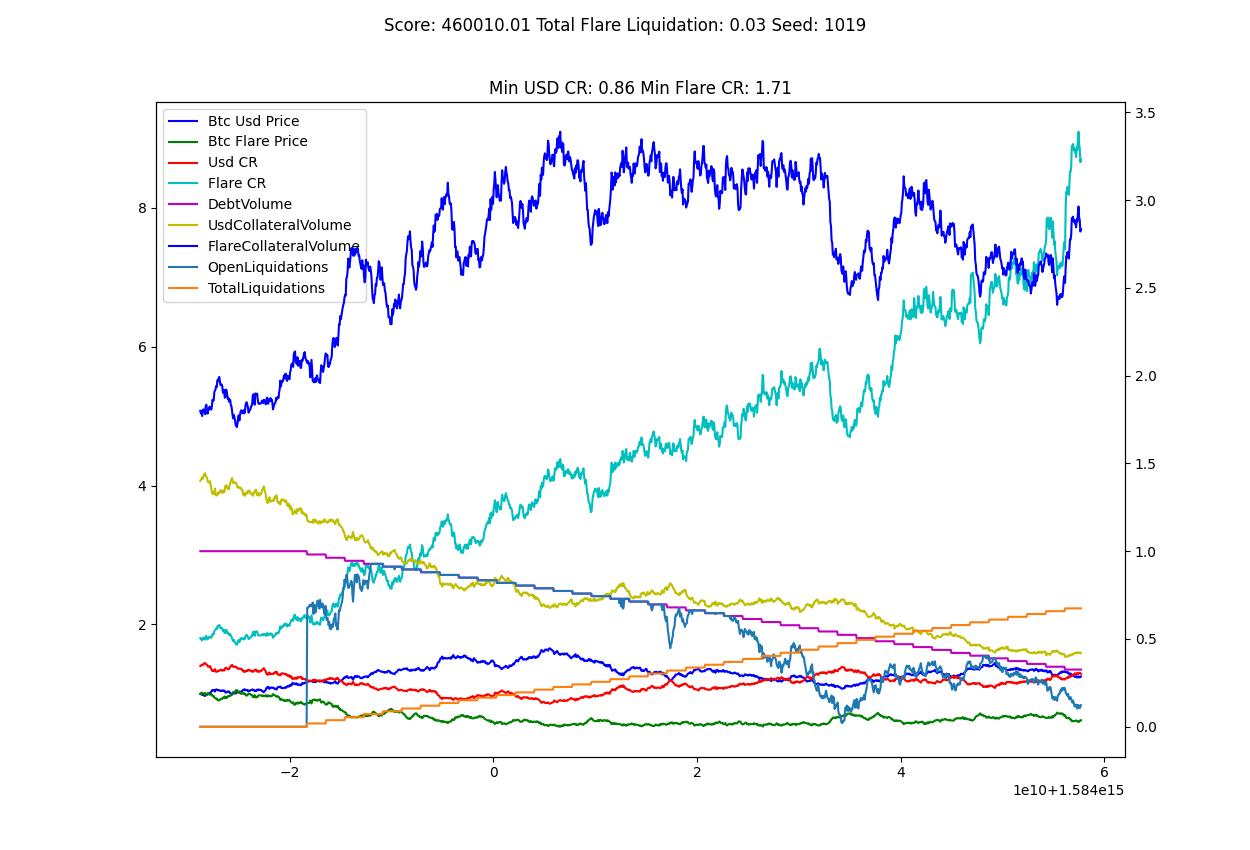 Score: 460010.01 Total Flare Liquidation: 0.03 Seed: 1019
Min USD CR: 0.86 Min Flare CR: 1.71
Btc Usd Price
Btc Flare Price
Usd CR
Flare CR
DebtVolume
UsdCollateralVolume
FlareCollateralVolume
OpenLiquidations
TotalLiquidations
8
6
4
2
3.5
3.0
2.5
2.0
1.5
1.0
0.5
0.0
−2 0 2 4 6
1e10+1.584e15